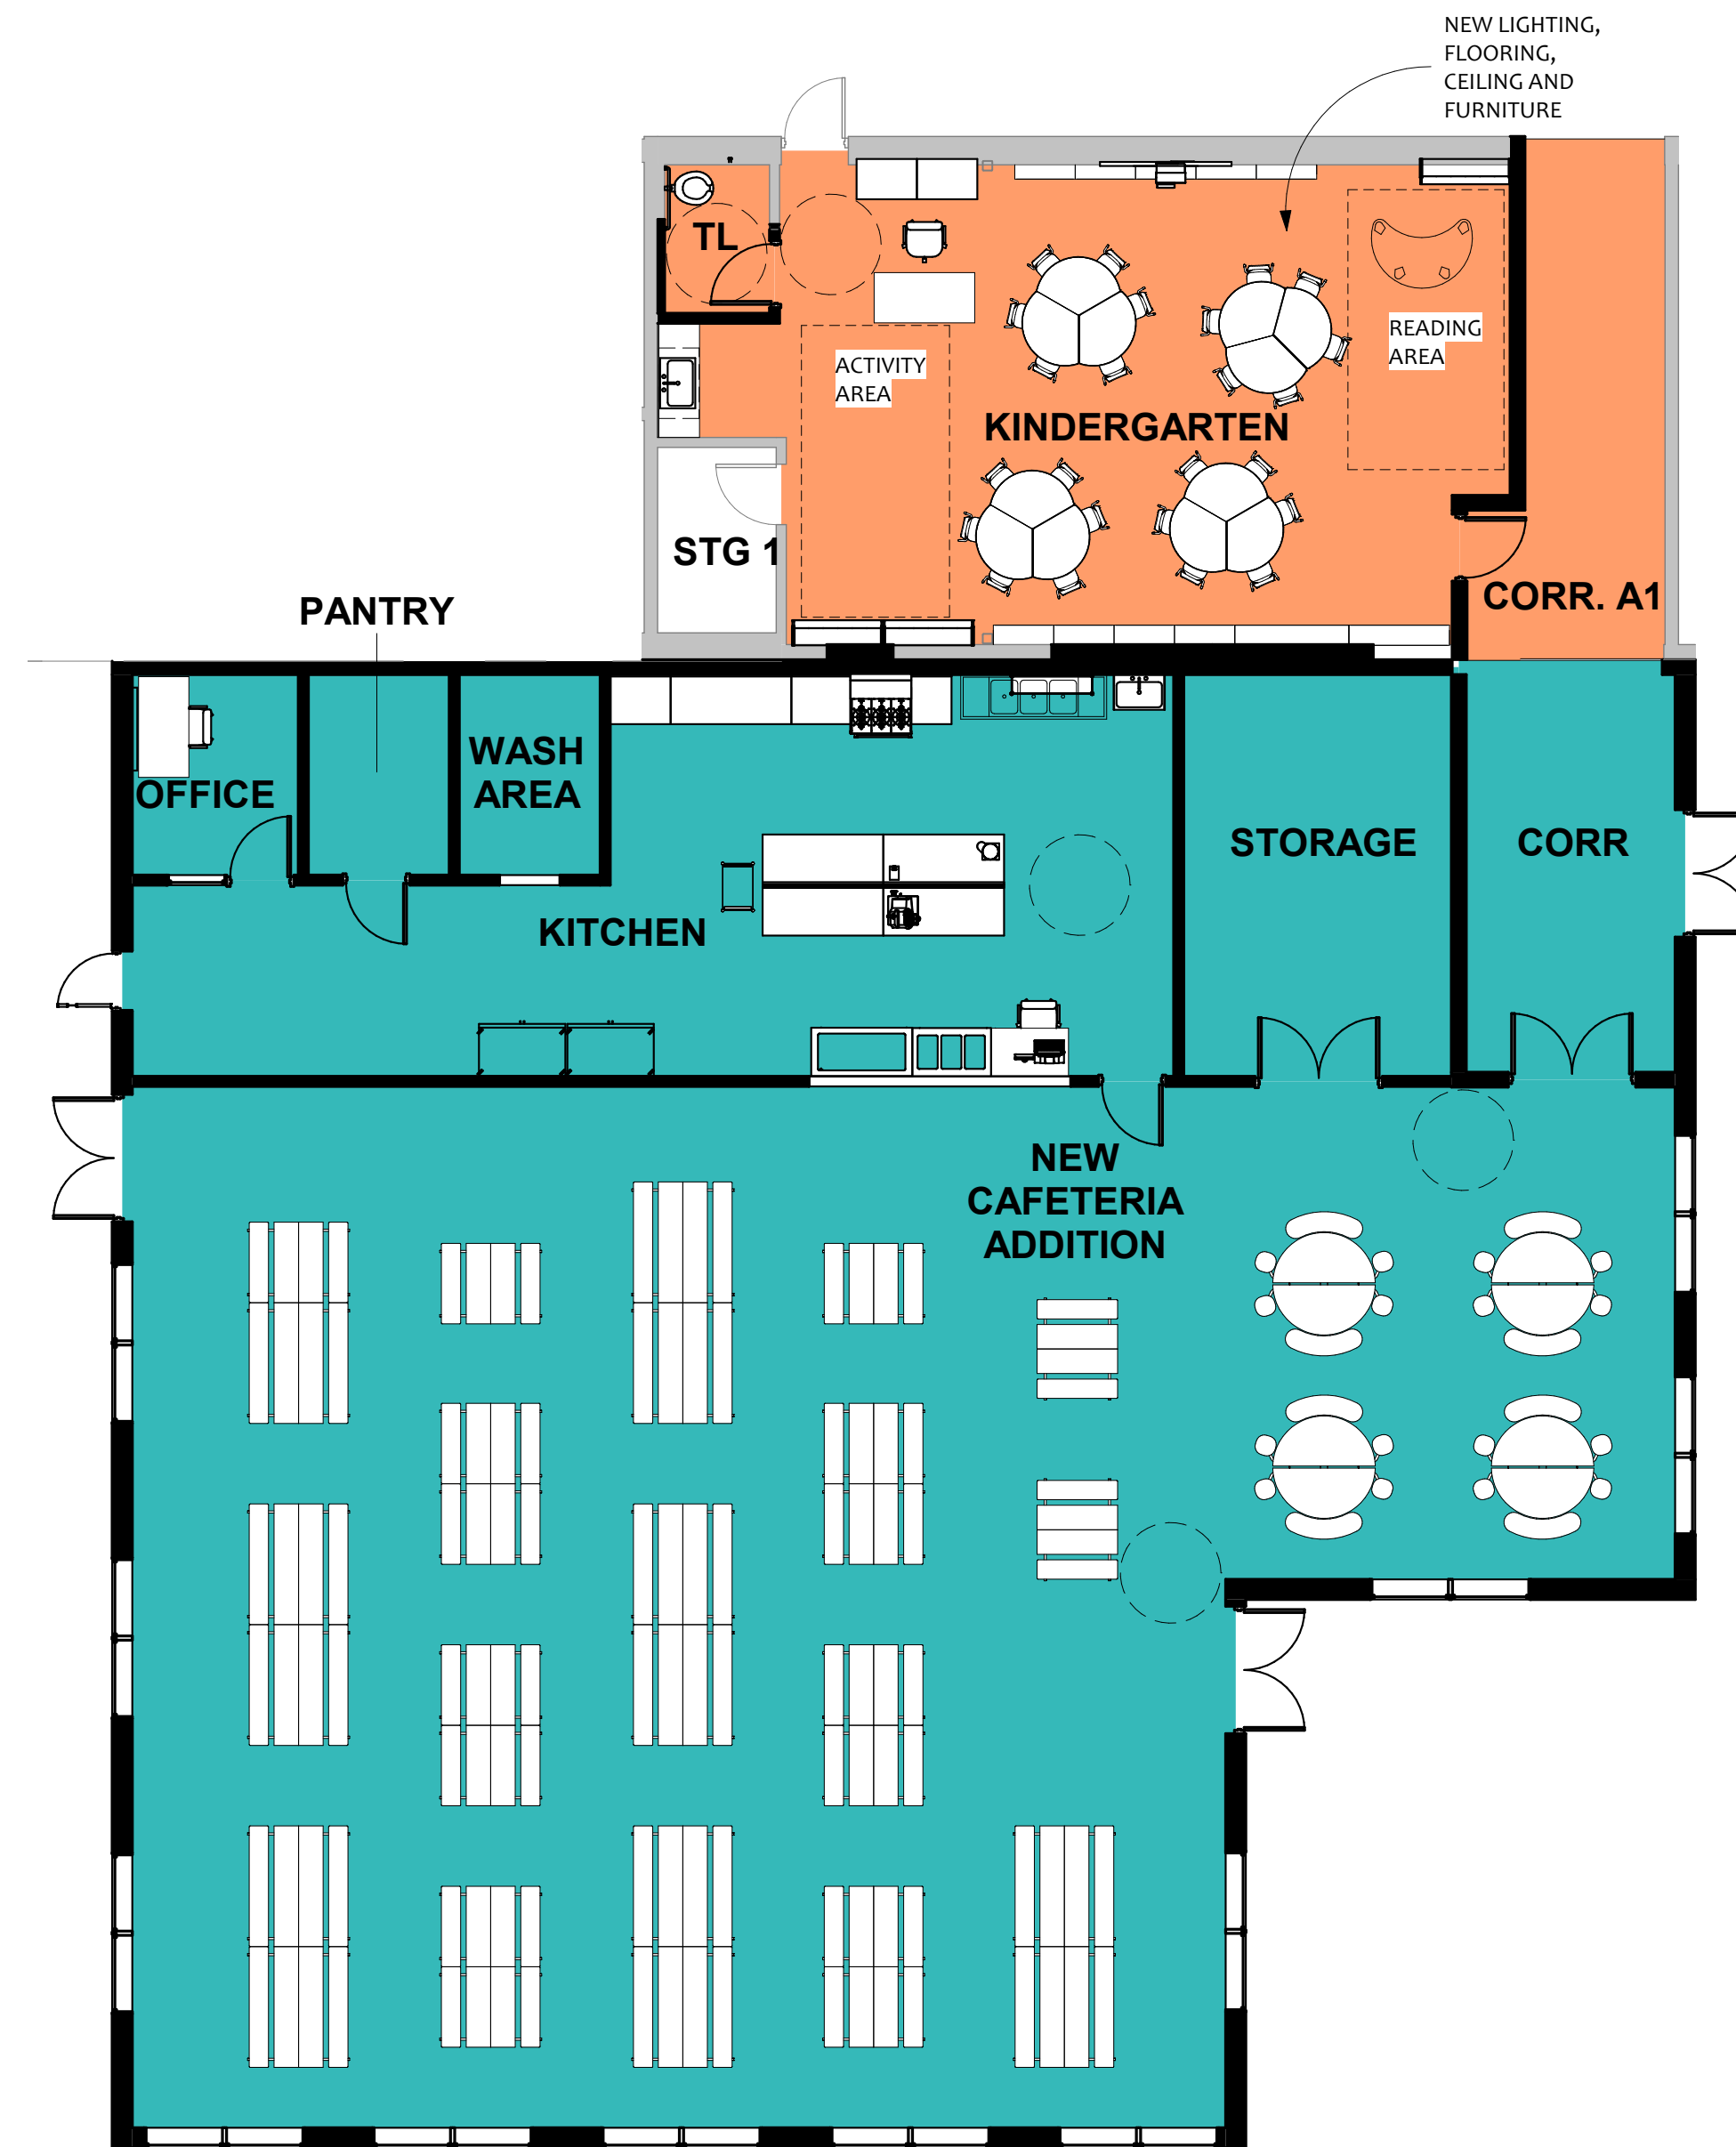 NEW LIGHTING,
FLOORING,
CEILING AND
FURNITURE
TL
ACTIVITY
AREA
READING
AREA
KINDERGARTEN
STG 1
CORR. A1
PANTRY
OFFICE
WASH
AREA
STORAGE
CORR
KITCHEN
NEW
CAFETERIA
ADDITION